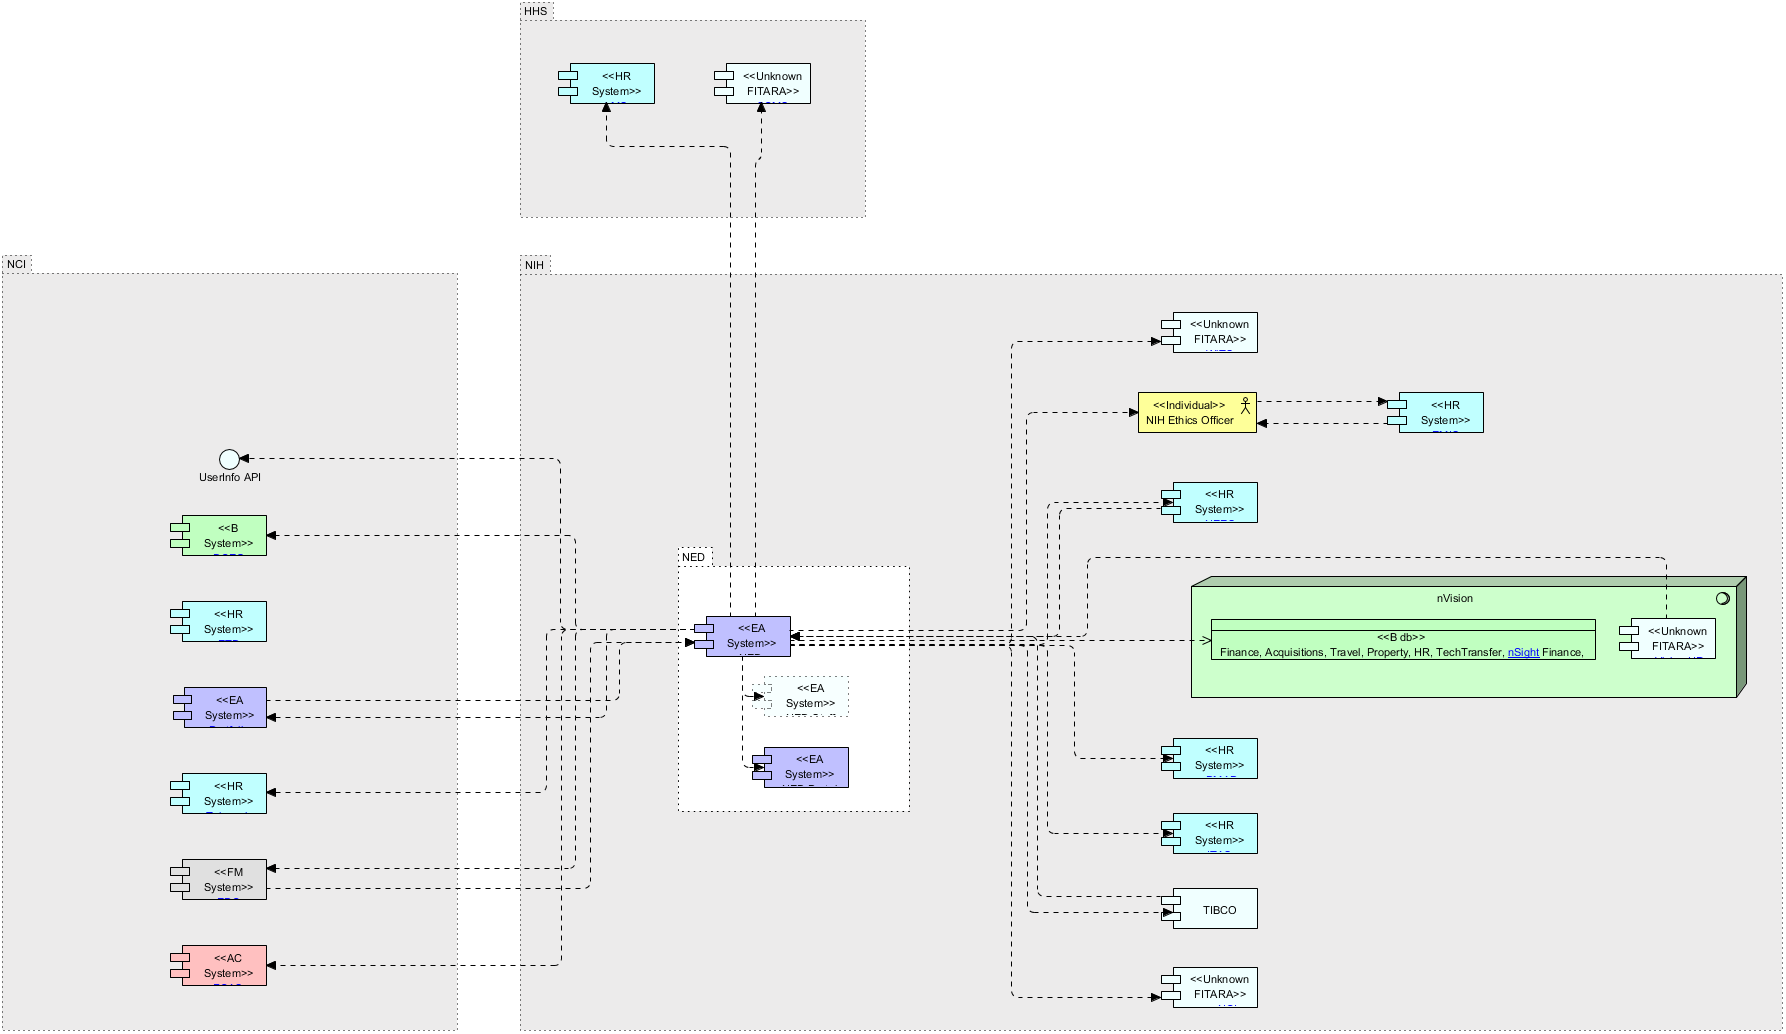 HHS
<<HR
System>>
<<Unknown
FITARA>>
NCI
UserInfo API
<<B
System>>
<<HR
System>>
<<EA
System>>
<<HR
System>>
<<FM
System>>
<<AC
System>>
NIH
<<Unknown
FITARA>>
<<Individual>>
NIH Ethics Officer
<<HR
System>>
<<HR
System>>
NED
<<EA
System>>
<<EA
System>>
<<EA
System>>
nVision
<<B db>>
Finance, Acquisitions, Travel, Property, HR, TechTransfer, nSight Finance,
<<Unknown
FITARA>>
<<HR
System>>
<<HR
System>>
TIBCO
<<Unknown
FITARA>>